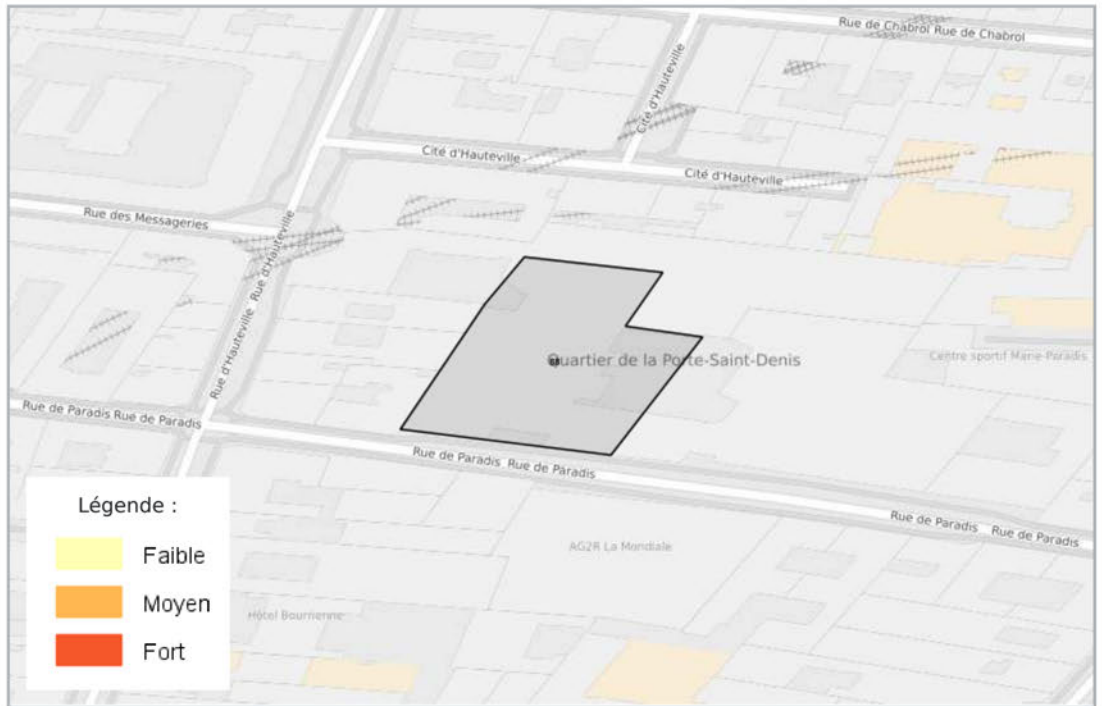 Rue de Chabrol Rue de Chabrol
Cité d'Hauteville
Cité d'Hauteville
Cité d'Hauteville
Rue des Messageries
Rue d'Hauteville Rue d'Hauteville
Quartier de la Porte-Saint-Denis
Centre sportif Marie-Paradis
Rue de Paradis Rue de Paradis
Rue de Paradis Rue de Paradis
Rue de Paradis Rue de Paradis
AG2R La Mondiale
Hôtel Bourrienne
Légende :
Faible
Moyen
Fort